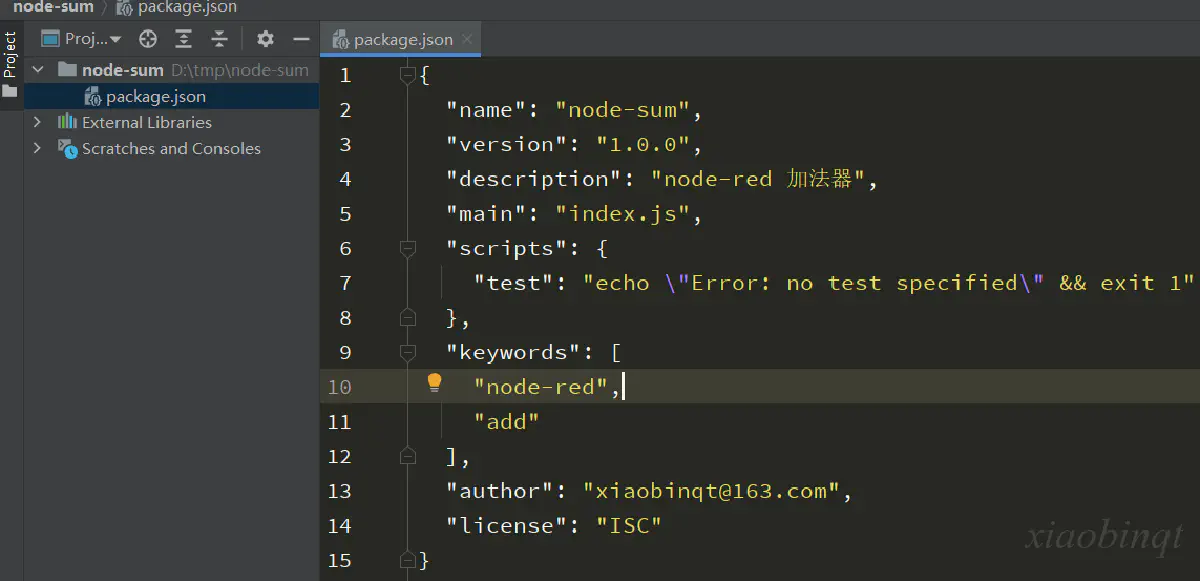 node-sum 〉 package.json
Project
Proj...
node-sum D:\tmp\node-sum
package.json
External Libraries
Scratches and Consoles
package.json ×
1 {
2 "name": "node-sum",
3 "version": "1.0.0",
4 "description": "node-red 加法器",
5 "main": "index.js",
6 "scripts": {
7 "test": "echo \"Error: no test specified\" && exit 1"
8 },
9 "keywords": [
10 "node-red",
11 "add"
12 ],
13 "author": "xiaobinqt@163.com",
14 "license": "ISC"
15 }
xiaobinqt